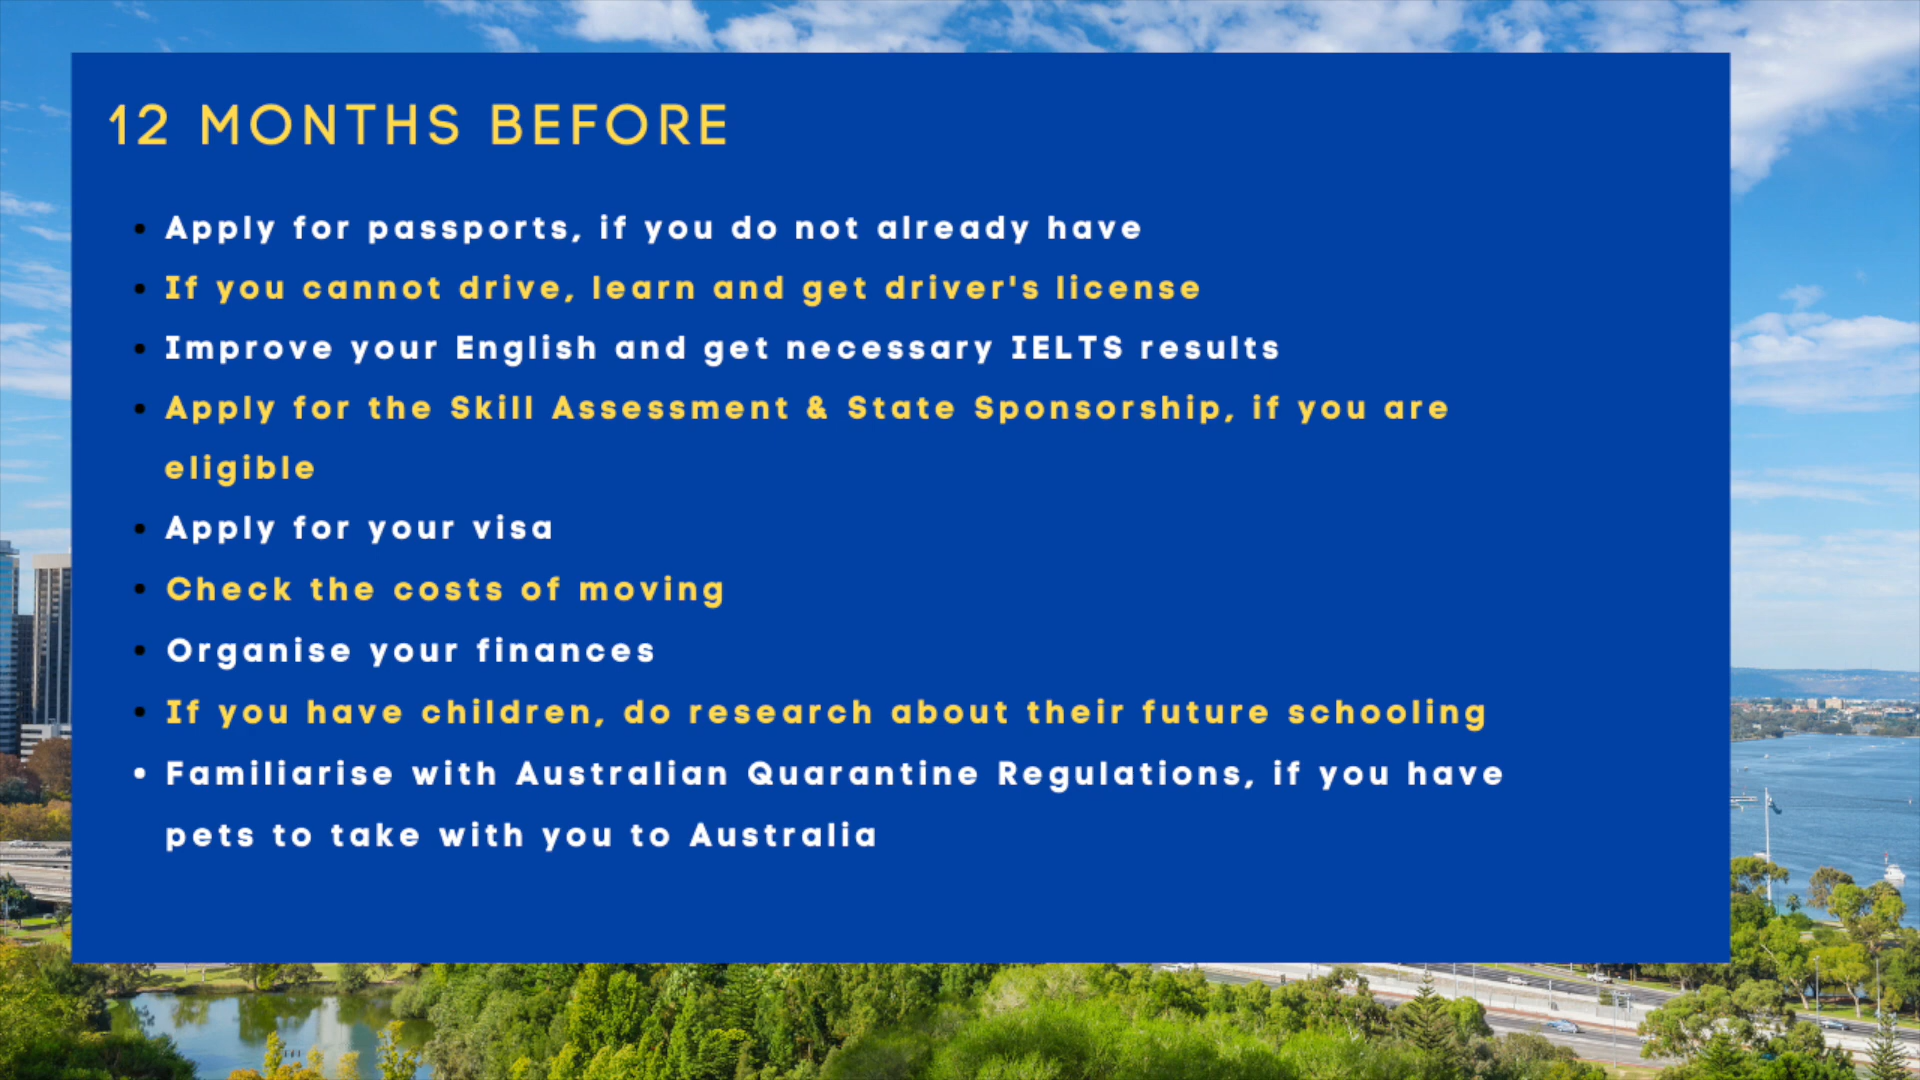 12 MONTHS BEFORE
• Apply for passports, if you do not already have
• If you cannot drive, learn and get driver's license
• Improve your English and get necessary IELTS results
• Apply for the Skill Assessment & State Sponsorship, if you are
eligible
• Apply for your visa
• Check the costs of moving
• Organise your finances
• If you have children, do research about their future schooling
• Familiarise with Australian Quarantine Regulations, if you have
pets to take with you to Australia